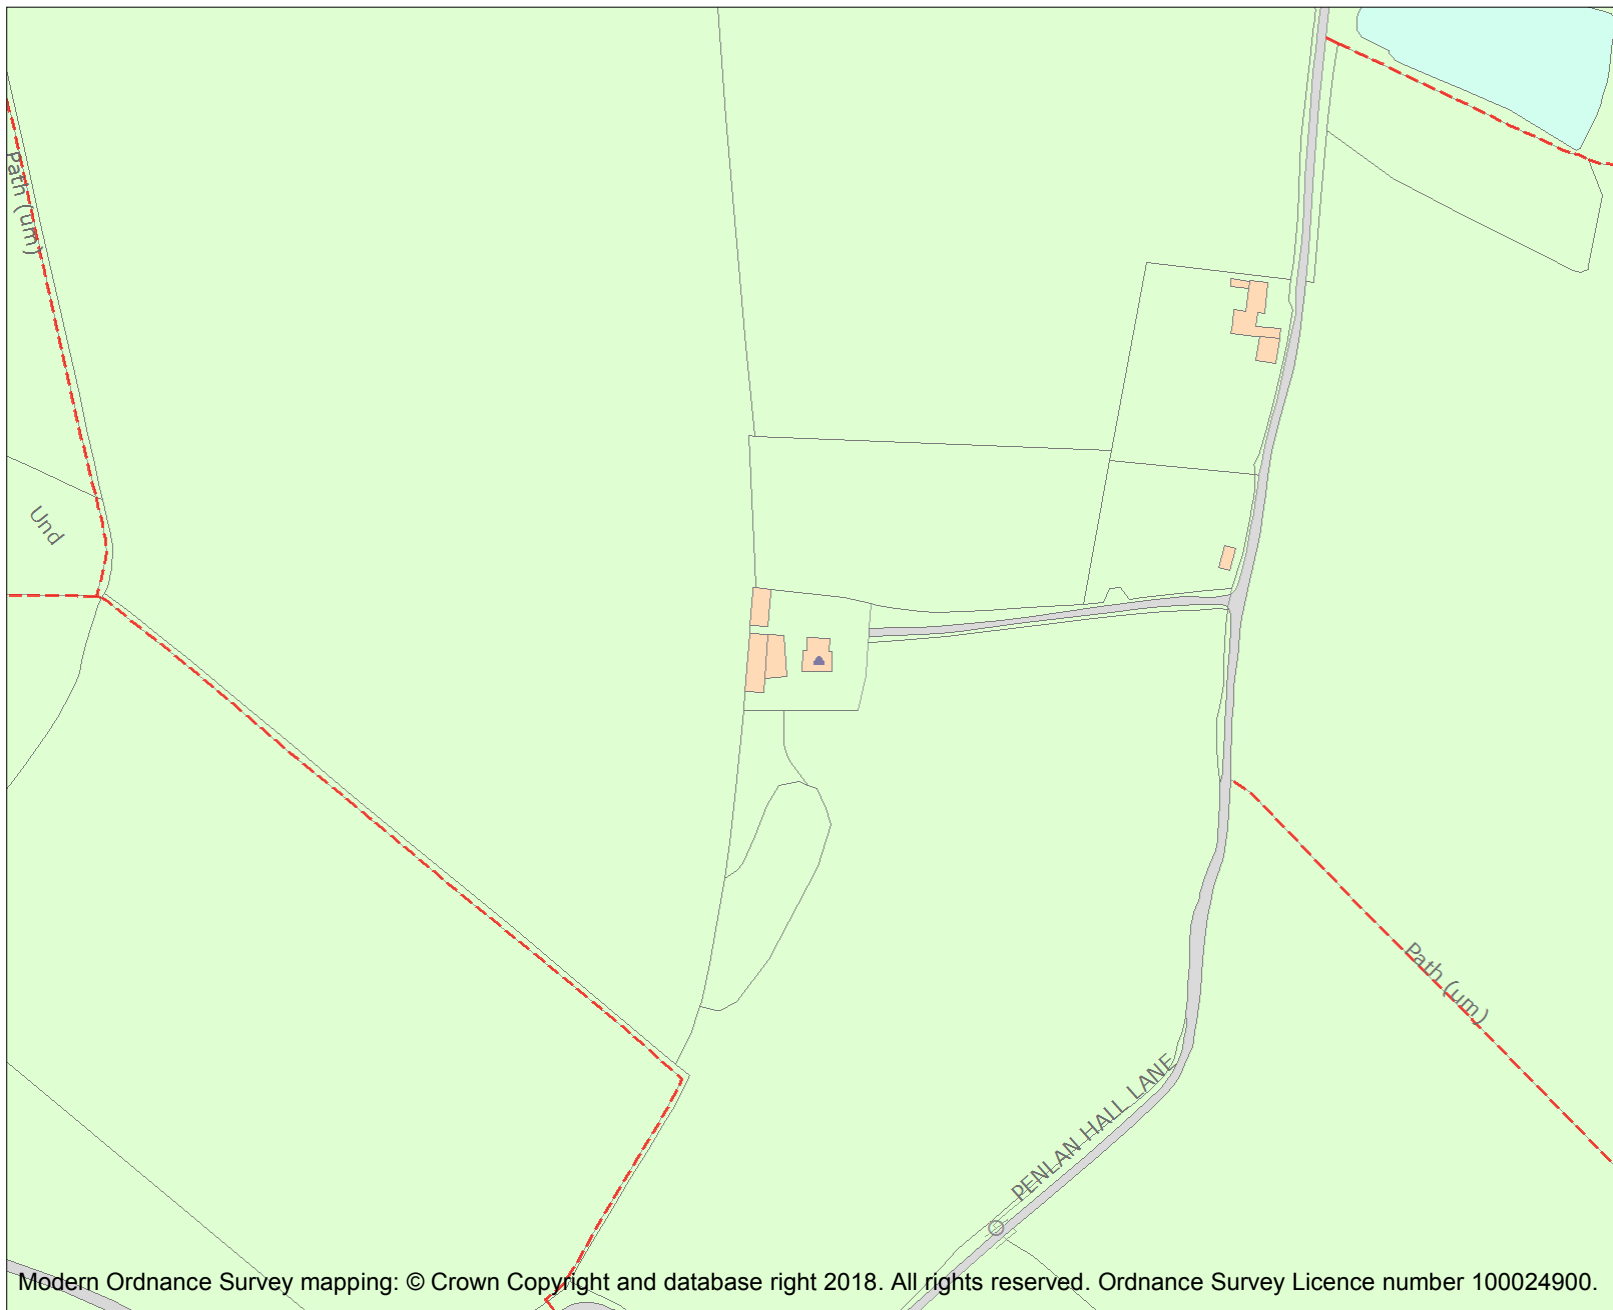 Path (um)
Und
Path (um)
PENLAN HALL LANE
Modern Ordnance Survey mapping: © Crown Copyright and database right 2018. All rights reserved. Ordnance Survey Licence number 100024900.